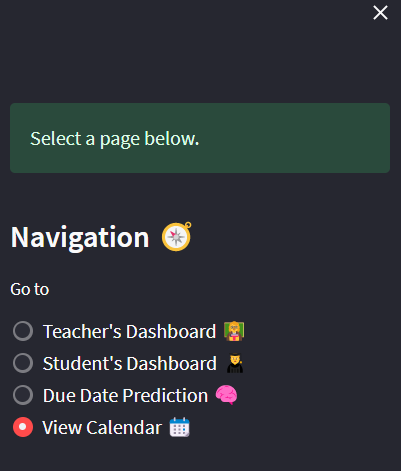 Select a page below.
Navigation 🧭
Go to
Teacher's Dashboard 👩‍🏫
Student's Dashboard 👩‍🎓
Due Date Prediction 🧠
View Calendar 📅